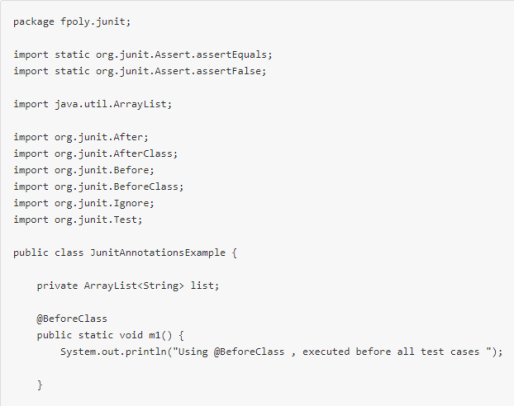 package fpoly.junit;
import static org.junit.Assert.assertEquals;
import static org.junit.Assert.assertFalse;
import java.util.ArrayList;
import org.junit.After;
import org.junit.AfterClass;
import org.junit.Before;
import org.junit.BeforeClass;
import org.junit.Ignore;
import org.junit.Test;
public class JunitAnnotationsExample {
private ArrayList<String> list;
@BeforeClass
public static void m1() {
System.out.println("Using @BeforeClass , executed before all test cases ");
}